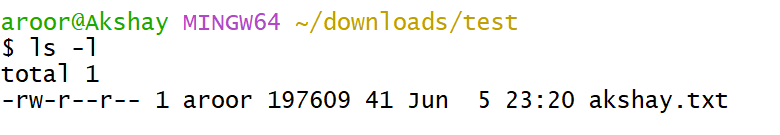 aroor@Akshay MINGW64 ~/downloads/test
$ ls -l
total 1
-rw-r--r-- 1 aroor 197609 41 Jun  5 23:20 akshay.txt